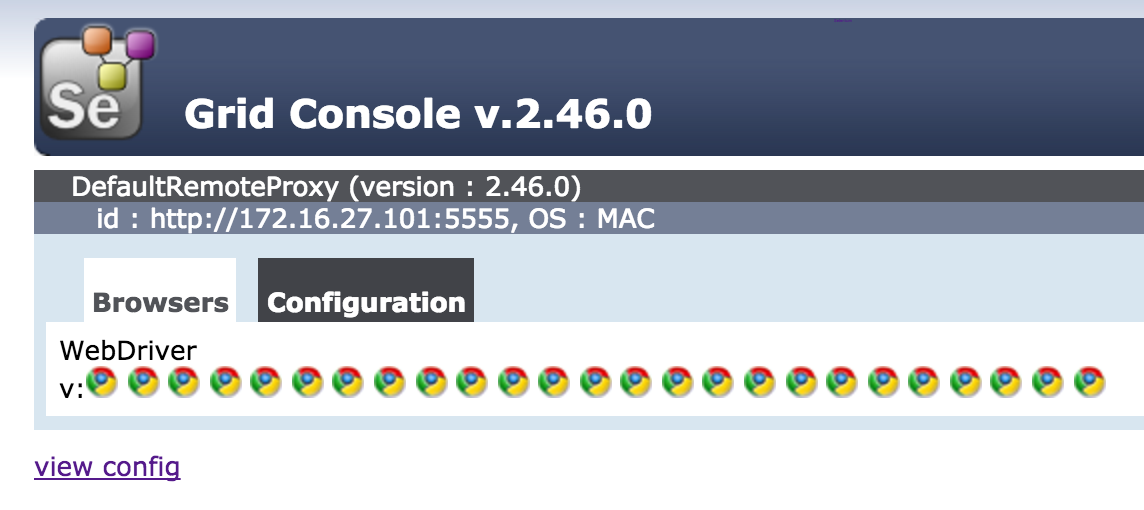 Se
Grid Console v.2.46.0
DefaultRemoteProxy (version : 2.46.0)
id : http://172.16.27.101:5555, OS : MAC
Browsers Configuration
WebDriver
v:
view config